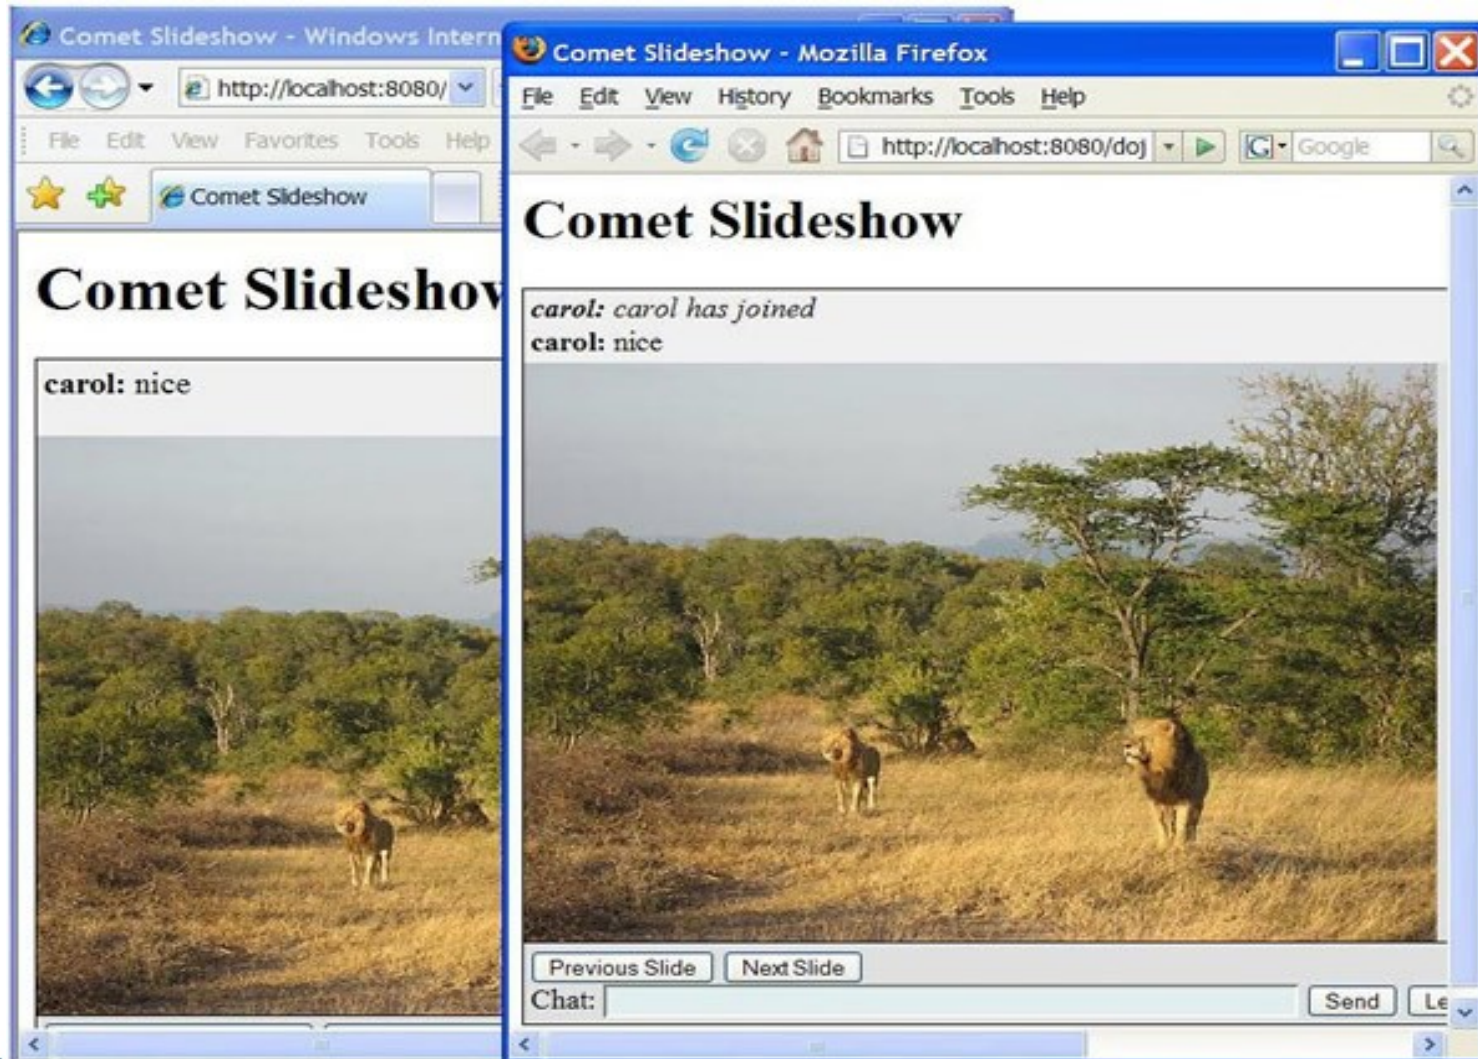 Comet Slideshow - Windows Intern
http://localhost:8080/
File Edit View Favorites Tools Help
Comet Slideshow
Comet Slideshow
carol: nice
Comet Slideshow - Mozilla Firefox
File Edit View History Bookmarks Tools Help
http://localhost:8080/doj
G Google
Comet Slideshow
carol: carol has joined
carol: nice
Previous Slide Next Slide
Chat: Send Le